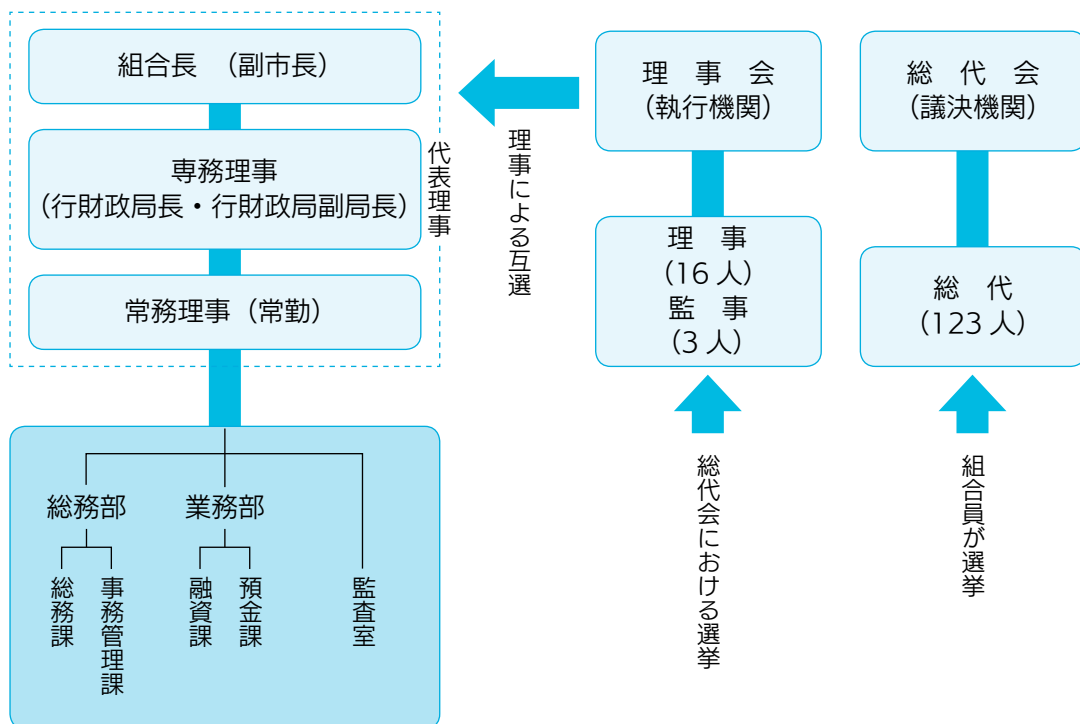 組合長 （副市長）
専務理事
（行財政局長・行財政局副局長）
常務理事（常勤）
代表理事
理事による互選
理 事 会
（執行機関）
理 事
（16 人）
監 事
（3 人）
総代会における選挙
総 代 会
（議決機関）
総 代
（123 人）
組合員が選挙
総務部
業務部
総務課
事務管理課
融資課
預金課
監査室